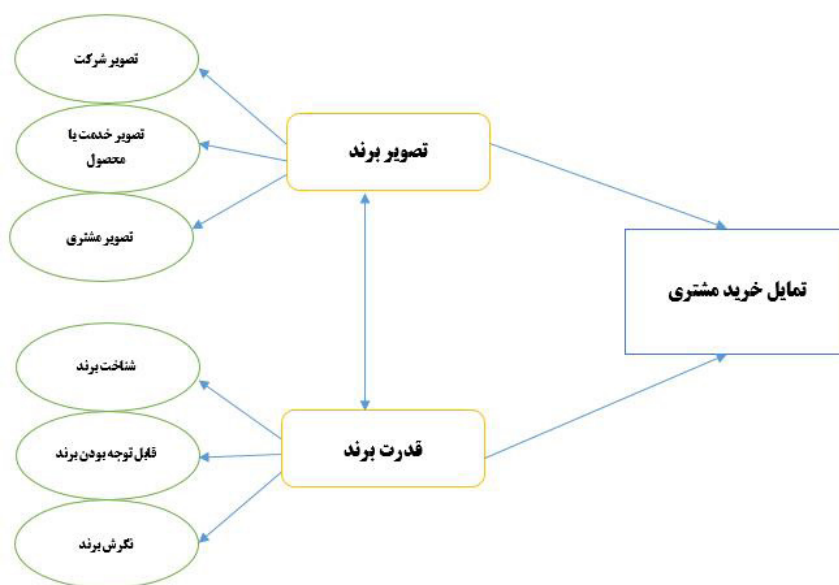 تصویر شرکت
تصویر برند
تصویر خدمت یا
محصول
تصویر مشتری
تمایل خرید مشتری
شناخت برند
قدرت برند
قابل توجه بودن برند
نگرش برند